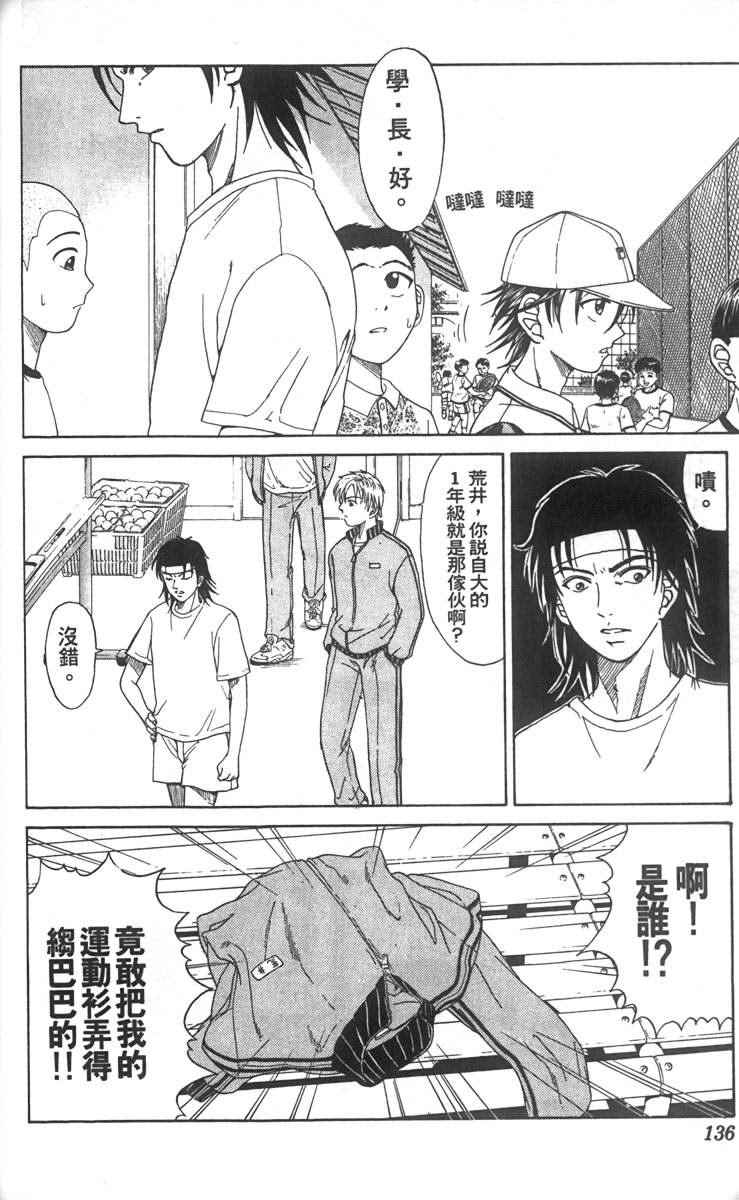 學・長・好。
噠噠 噠噠
嘖。
荒井，你說自大的
1年級就是那傢伙啊？
沒錯。
啊！
是誰!?
竟敢把我的
運動衫弄得
縐巴巴的!!
136